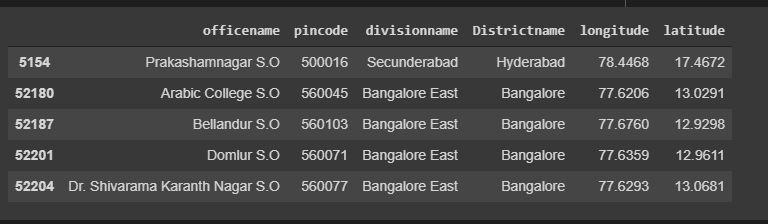 officename pincode divisionname Districtname longitude latitude
5154 Prakashamnagar S.O 500016 Secunderabad Hyderabad 78.4468 17.4672
52180 Arabic College S.O 560045 Bangalore East Bangalore 77.6206 13.0291
52187 Bellandur S.O 560103 Bangalore East Bangalore 77.6760 12.9298
52201 Domlur S.O 560071 Bangalore East Bangalore 77.6359 12.9611
52204 Dr. Shivarama Karanth Nagar S.O 560077 Bangalore East Bangalore 77.6293 13.0681